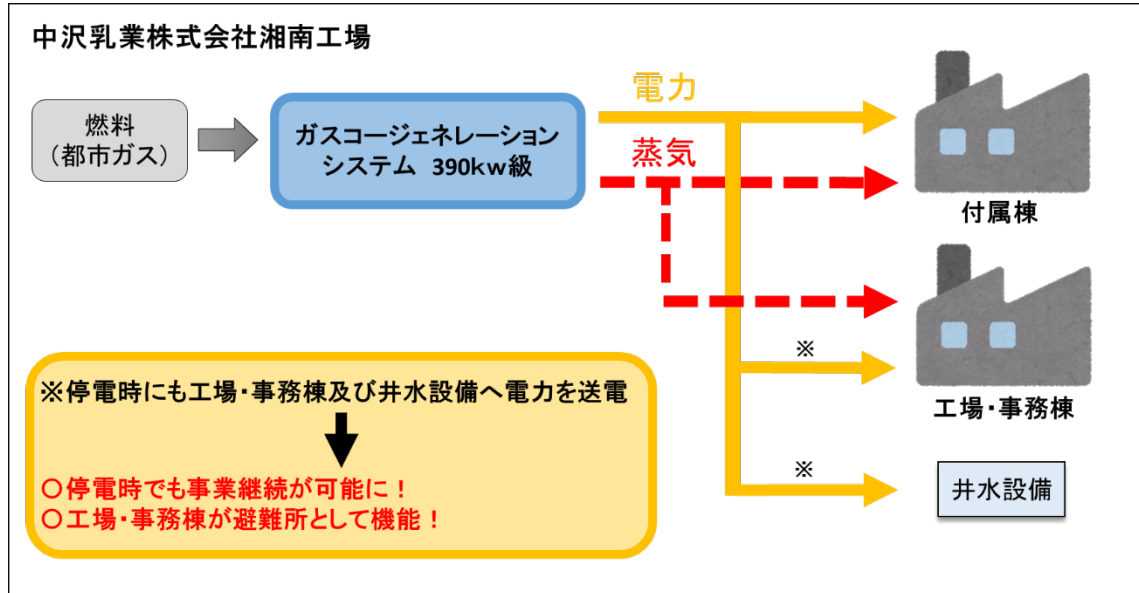 中沢乳業株式会社湘南工場
燃料
（都市ガス）
ガスコージェネレーション
システム 390kw級
電力
蒸気
付属棟
※
工場・事務棟
※
井水設備
※停電時にも工場・事務棟及び井水設備へ電力を送電
〇停電時でも事業継続が可能に！
〇工場・事務棟が避難所として機能！